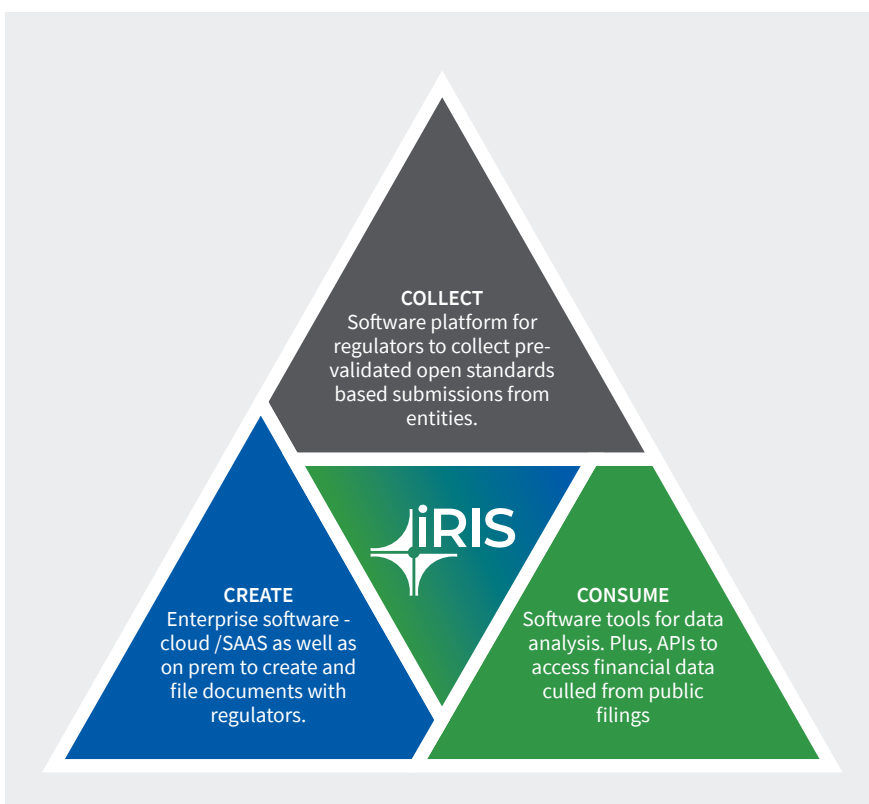 COLLECT
Software platform for
regulators to collect pre-
validated open standards
based submissions from
entities.
iRIS
CREATE
Enterprise software -
cloud /SAAS as well as
on prem to create and
file documents with
regulators.
CONSUME
Software tools for data
analysis. Plus, APIs to
access financial data
culled from public
filings